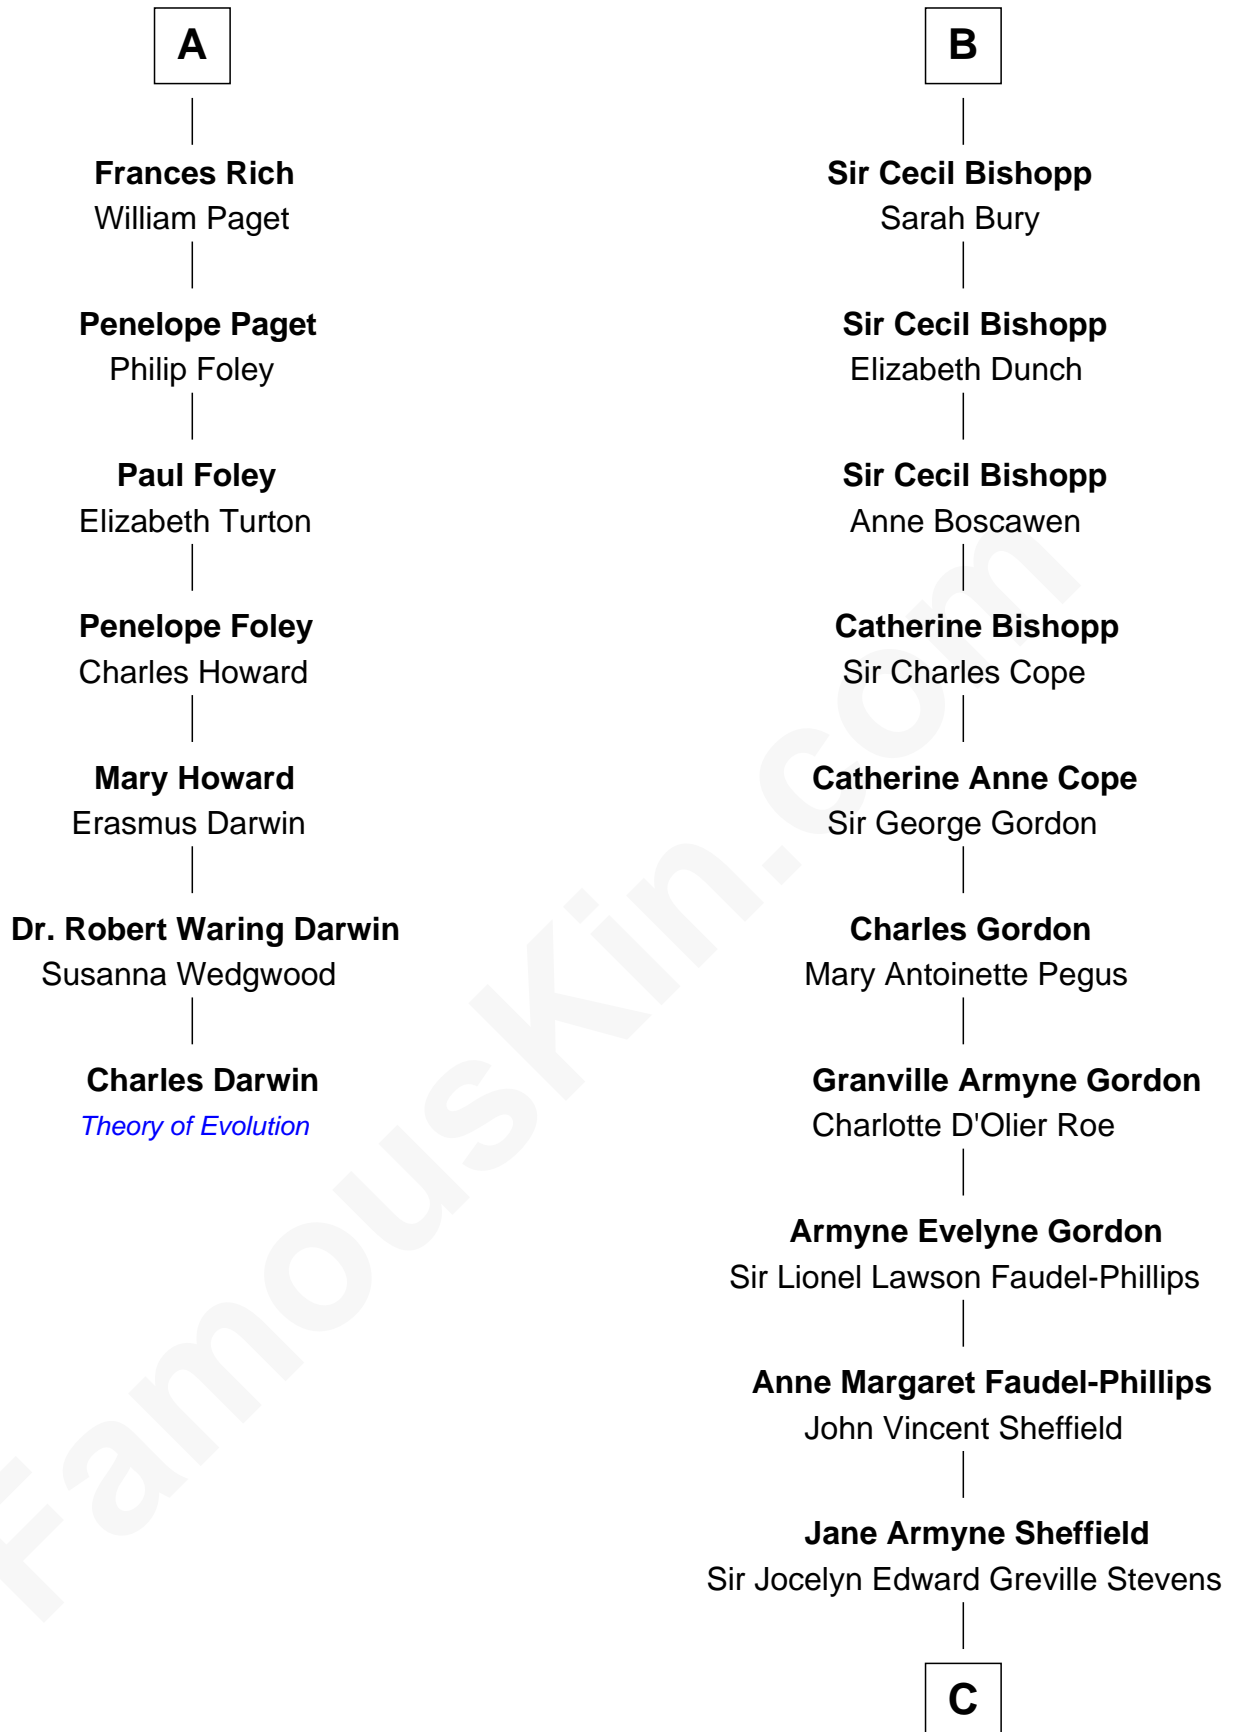 A
Frances Rich
William Paget
Penelope Paget
Philip Foley
Paul Foley
Elizabeth Turton
Penelope Foley
Charles Howard
Mary Howard
Erasmus Darwin
Dr. Robert Waring Darwin
Susanna Wedgwood
Charles Darwin
Theory of Evolution
B
Sir Cecil Bishopp
Sarah Bury
Sir Cecil Bishopp
Elizabeth Dunch
Sir Cecil Bishopp
Anne Boscawen
Catherine Bishopp
Sir Charles Cope
Catherine Anne Cope
Sir George Gordon
Charles Gordon
Mary Antoinette Pegus
Granville Armyne Gordon
Charlotte D'Olier Roe
Armyne Evelyne Gordon
Sir Lionel Lawson Faudel-Phillips
Anne Margaret Faudel-Phillips
John Vincent Sheffield
Jane Armyne Sheffield
Sir Jocelyn Edward Greville Stevens
C
FamousKin.com